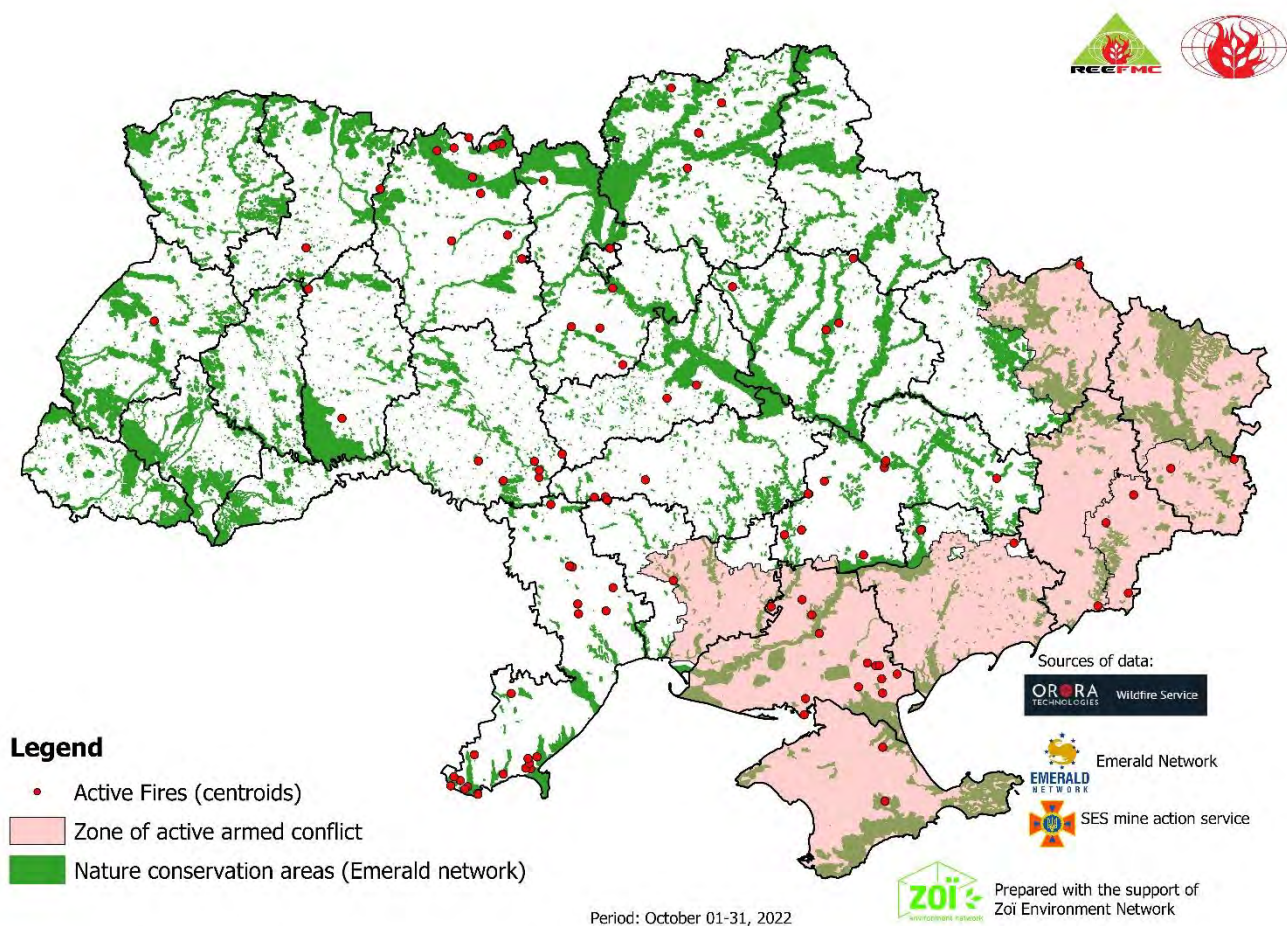 REEFMC
Sources of data:
ORORA
TECHNOLOGIES
Wildfire Service
Legend
Active Fires (centroids)
Zone of active armed conflict
Nature conservation areas (Emerald network)
EMERALD
NETWORK
Emerald Network
SES mine action service
zoï
environment network
Prepared with the support of
Zoï Environment Network
Period: October 01-31, 2022